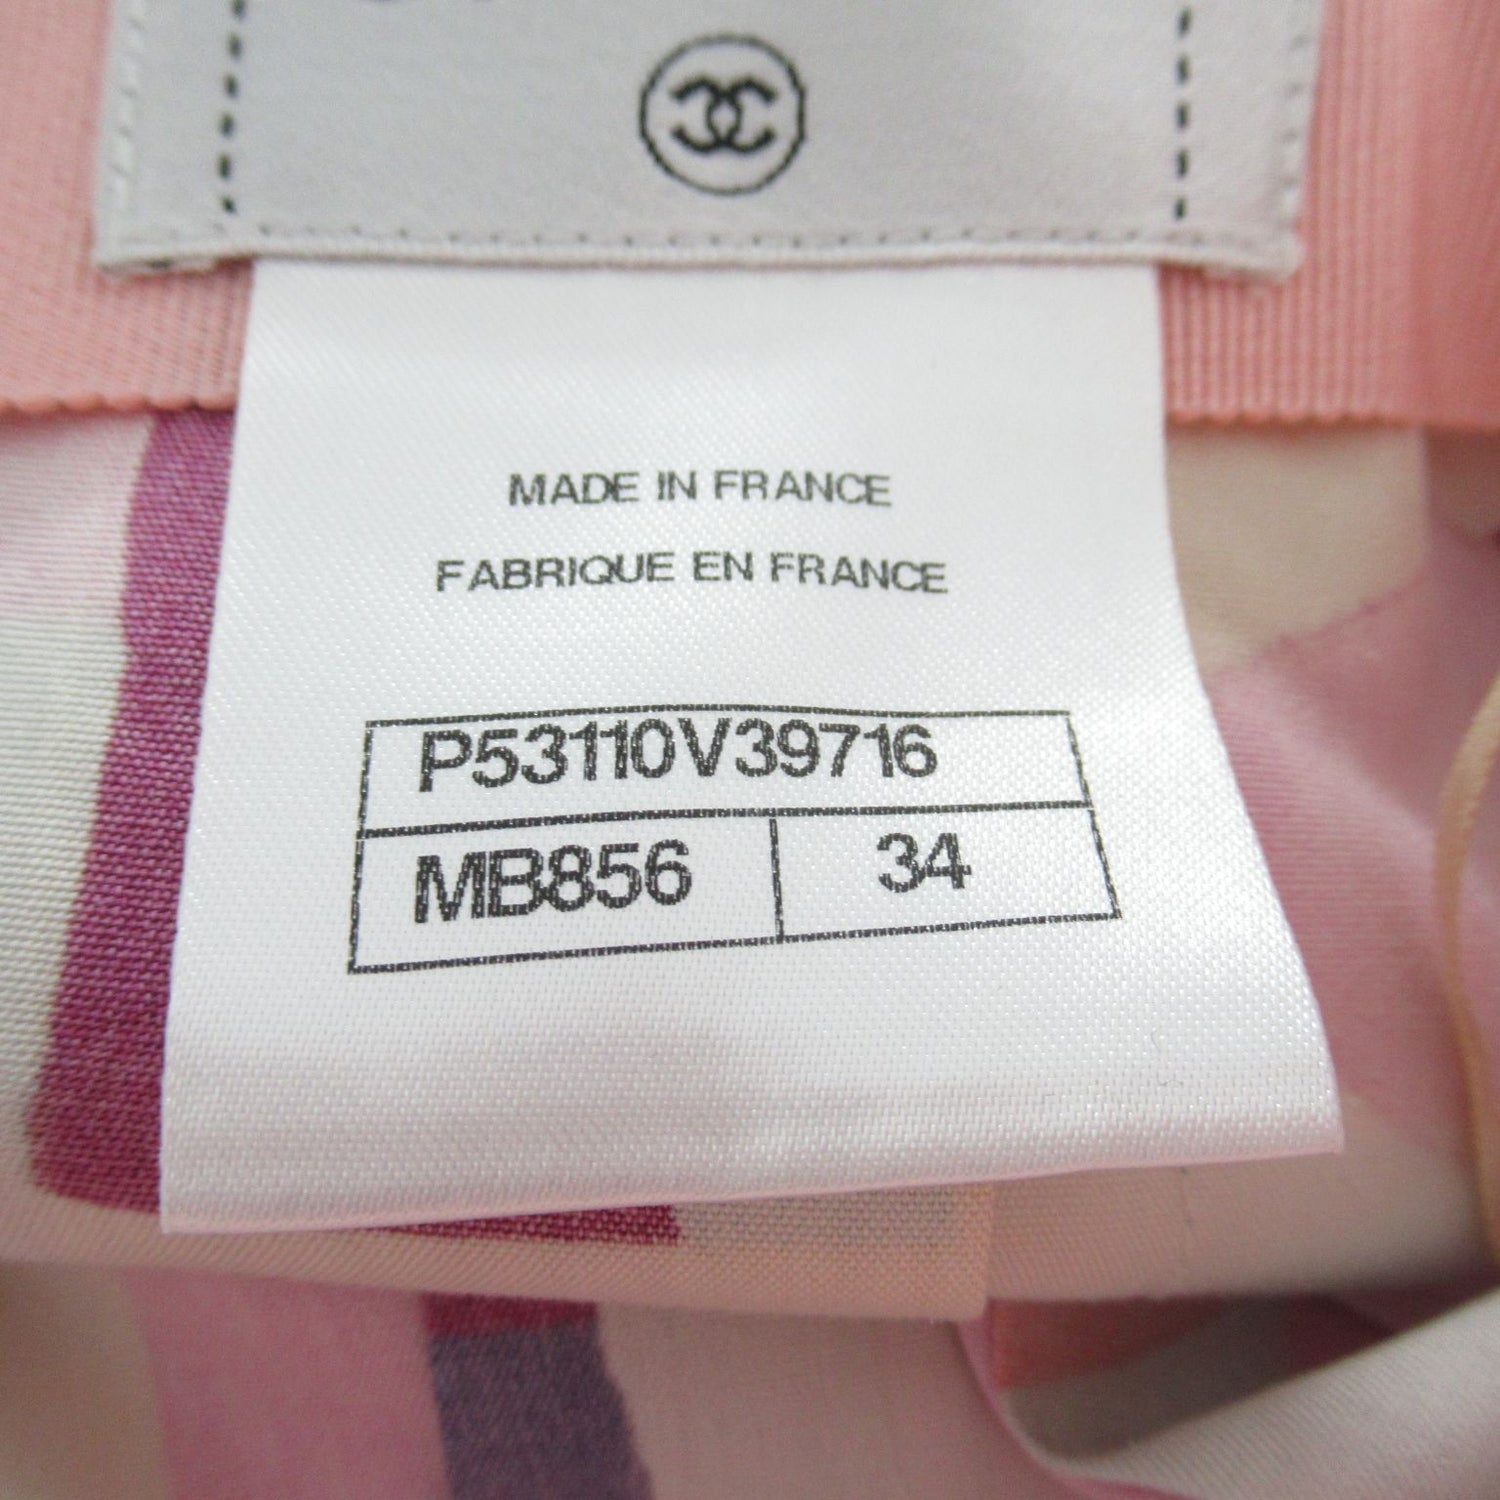 MADE IN FRANCE
FABRIQUE EN FRANCE
P53110V39716
MB856 34